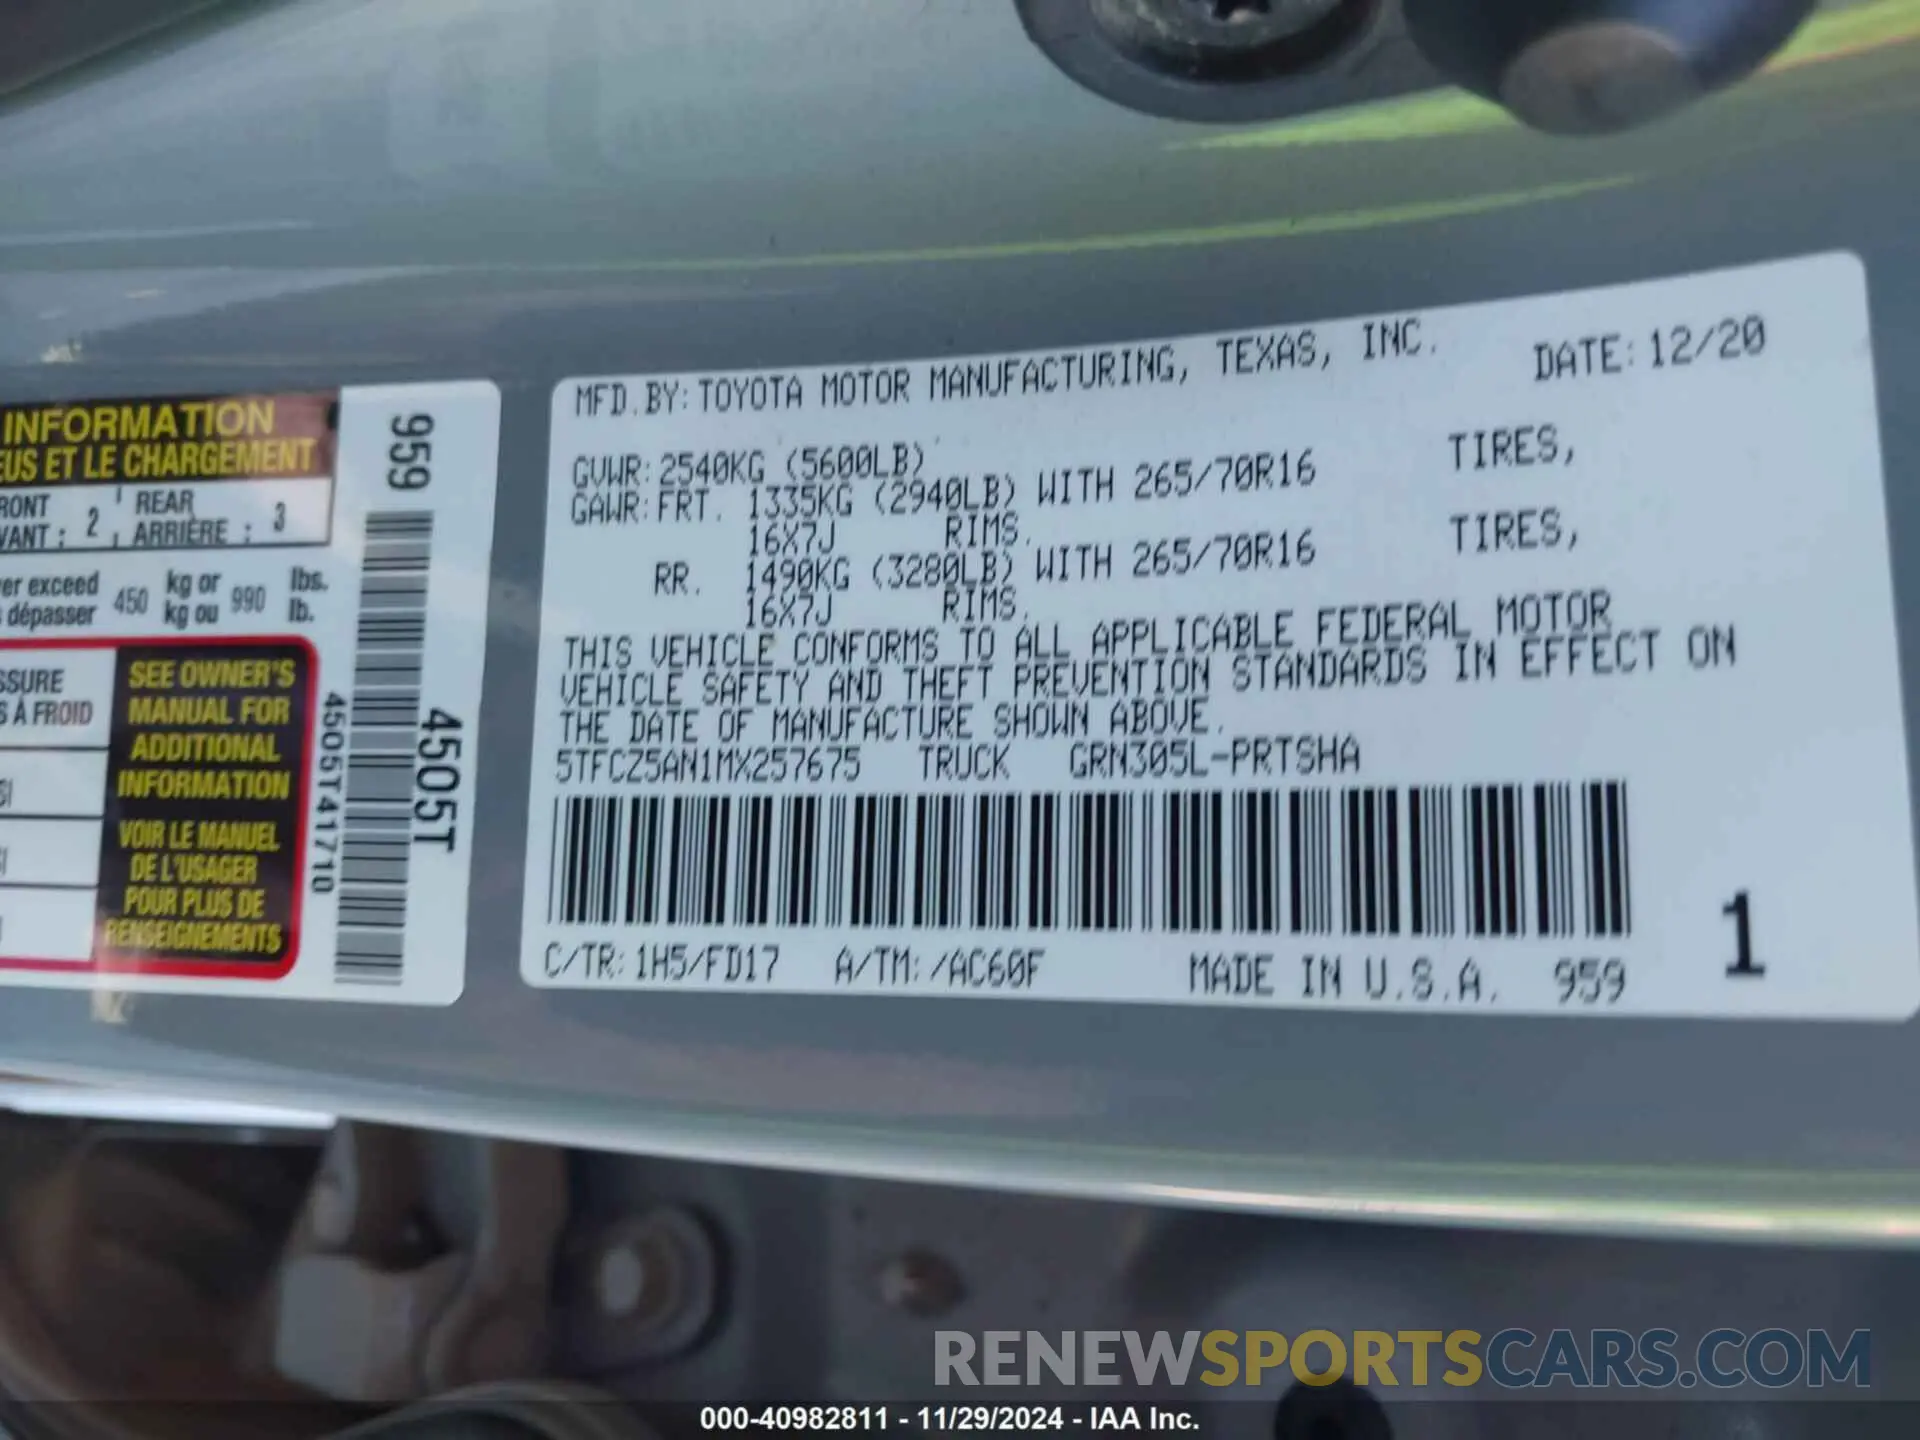 INFORMATION
EUS ET LE CHARGEMENT
RONT 2 REAR 3
VANT : ARRIÈRE :
er exceed 450 kg or 990 lbs.
dépasser kg ou lb.
SSURE
S À FROID
SEE OWNER'S
MANUAL FOR
ADDITIONAL
INFORMATION
VOIR LE MANUEL
DE L'USAGER
POUR PLUS DE
RENSEIGNEMENTS
959
4505T
4505T41710
MFD.BY:TOYOTA MOTOR MANUFACTURING, TEXAS, INC. DATE:12/20
GVWR:2540KG (5600LB)
GAWR:FRT. 1335KG (2940LB) WITH 265/70R16 TIRES,
16X7J RIMS.
RR. 1490KG (3280LB) WITH 265/70R16 TIRES,
16X7J RIMS.
THIS VEHICLE CONFORMS TO ALL APPLICABLE FEDERAL MOTOR
VEHICLE SAFETY AND THEFT PREVENTION STANDARDS IN EFFECT ON
THE DATE OF MANUFACTURE SHOWN ABOVE.
5TFCZ5AN1MX257675 TRUCK GRN305L-PRTSHA
C/TR:1H5/FD17 A/TM:/AC60F MADE IN U.S.A. 959
1
RENEWSPORTSCARS.COM
000-40982811 - 11/29/2024 - IAA Inc.